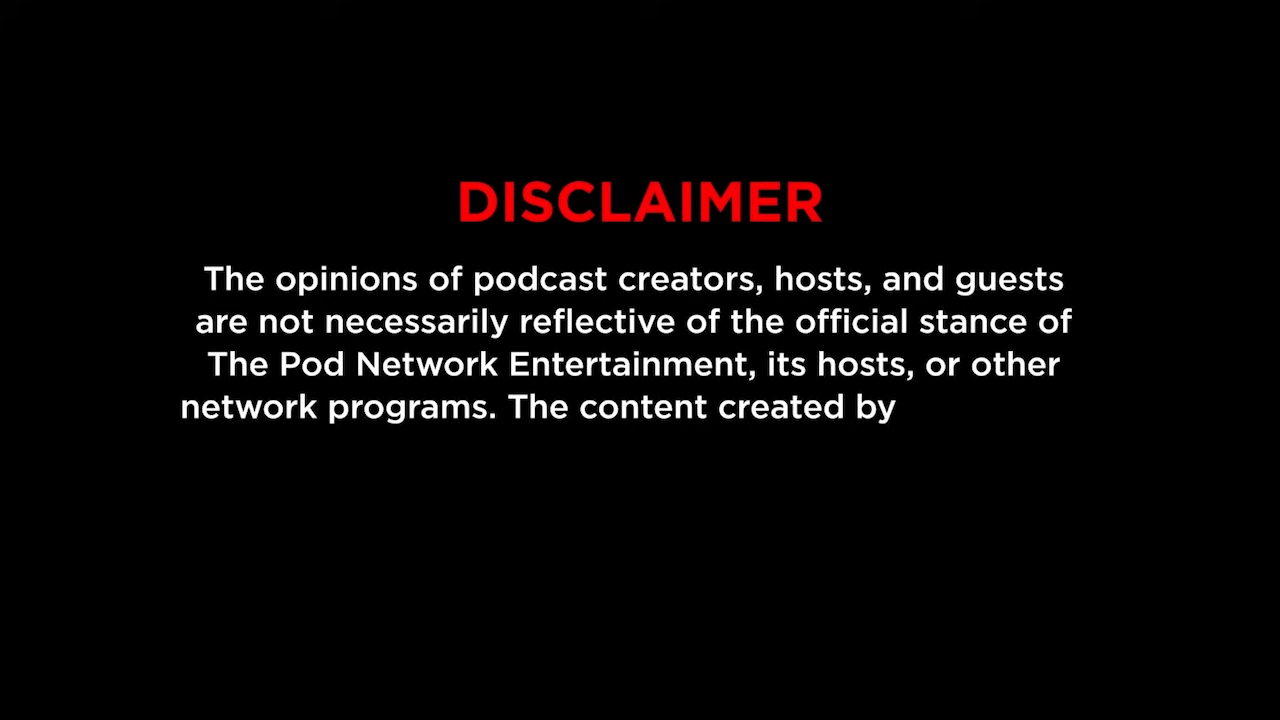 DISCLAIMER
The opinions of podcast creators, hosts, and guests
are not necessarily reflective of the official stance of
The Pod Network Entertainment, its hosts, or other
network programs. The content created by